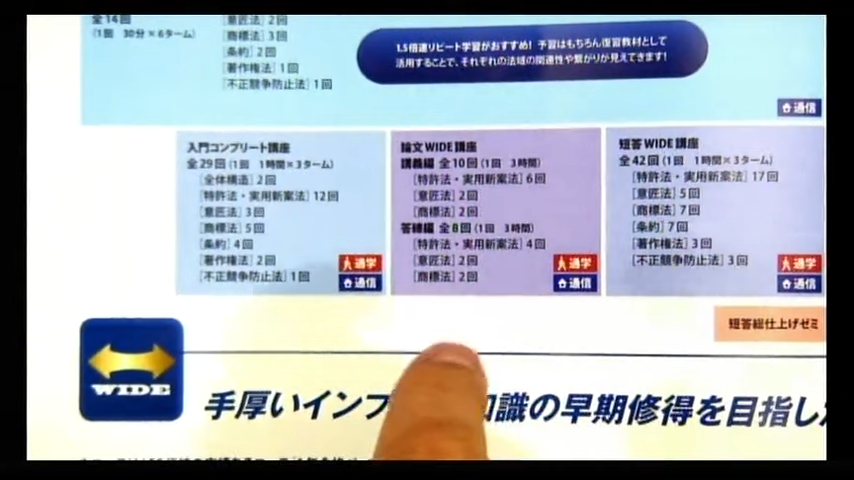 全14回
(1回 30分×6ターム)
[意匠法] 2回
[商標法] 3回
[条約] 2回
[著作権法] 1回
[不正競争防止法] 1回
1.5倍速リピート学習がおすすめ! 予習はもちろん復習教材として
活用することで、それぞれの法域の関連性や繋がりが見えてきます!
通信
入門コンプリート講座
全29回(1回 1時間×3ターム)
[全体構造] 2回
[特許法・実用新案法] 12回
[意匠法] 3回
[商標法] 5回
[条約] 4回
[著作権法] 2回
[不正競争防止法] 1回
通学
通信
論文WIDE講座
講義編 全10回(1回 3時間)
[特許法・実用新案法] 6回
[意匠法] 2回
[商標法] 2回
答練編 全8回(1回 3時間)
[特許法・実用新案法] 4回
[意匠法] 2回
[商標法] 2回
通学
通信
短答WIDE講座
全42回(1回 1時間×3ターム)
[特許法・実用新案法] 17回
[意匠法] 5回
[商標法] 7回
[条約] 7回
[著作権法] 3回
[不正競争防止法] 3回
通学
通信
短答総仕上げゼミ
WIDE
手厚いインプ 知識の早期修得を目指し